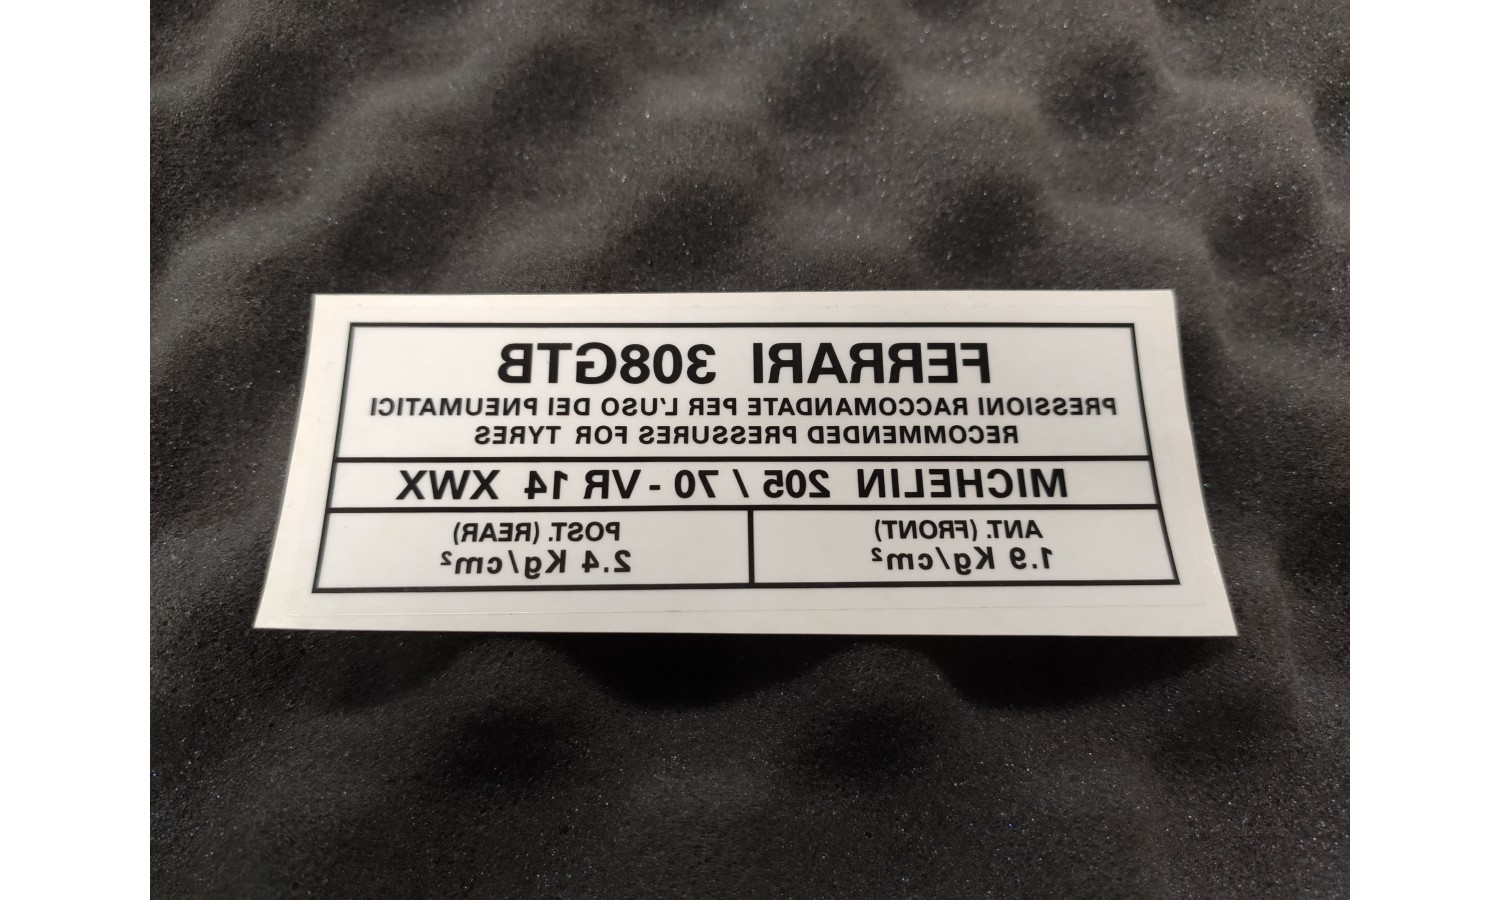 FERRARI 308GTB
PRESSIONI RACCOMANDATE PER L'USO DEI PNEUMATICI
RECOMMENDED PRESSURES FOR TYRES
MICHELIN 205 / 70 - VR 14 XWX
ANT. (FRONT)
1.9 Kg/cm²
POST. (REAR)
2.4 Kg/cm²